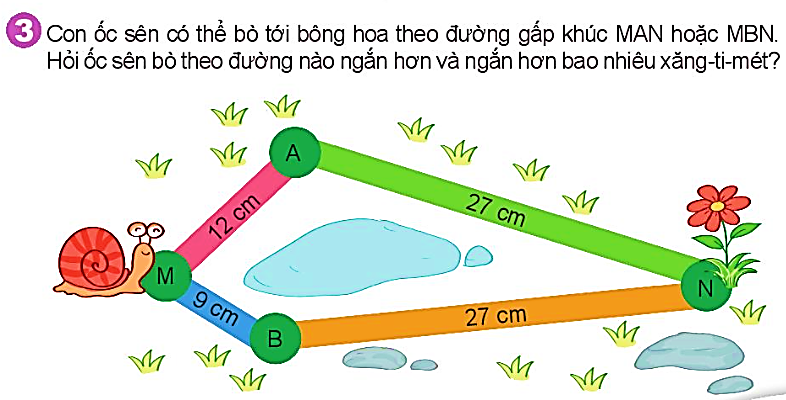 3 Con ốc sên có thể bò tới bông hoa theo đường gấp khúc MAN hoặc MBN.
Hỏi ốc sên bò theo đường nào ngắn hơn và ngắn hơn bao nhiêu xăng-ti-mét?
A
12 cm
27 cm
M
N
9 cm
27 cm
B